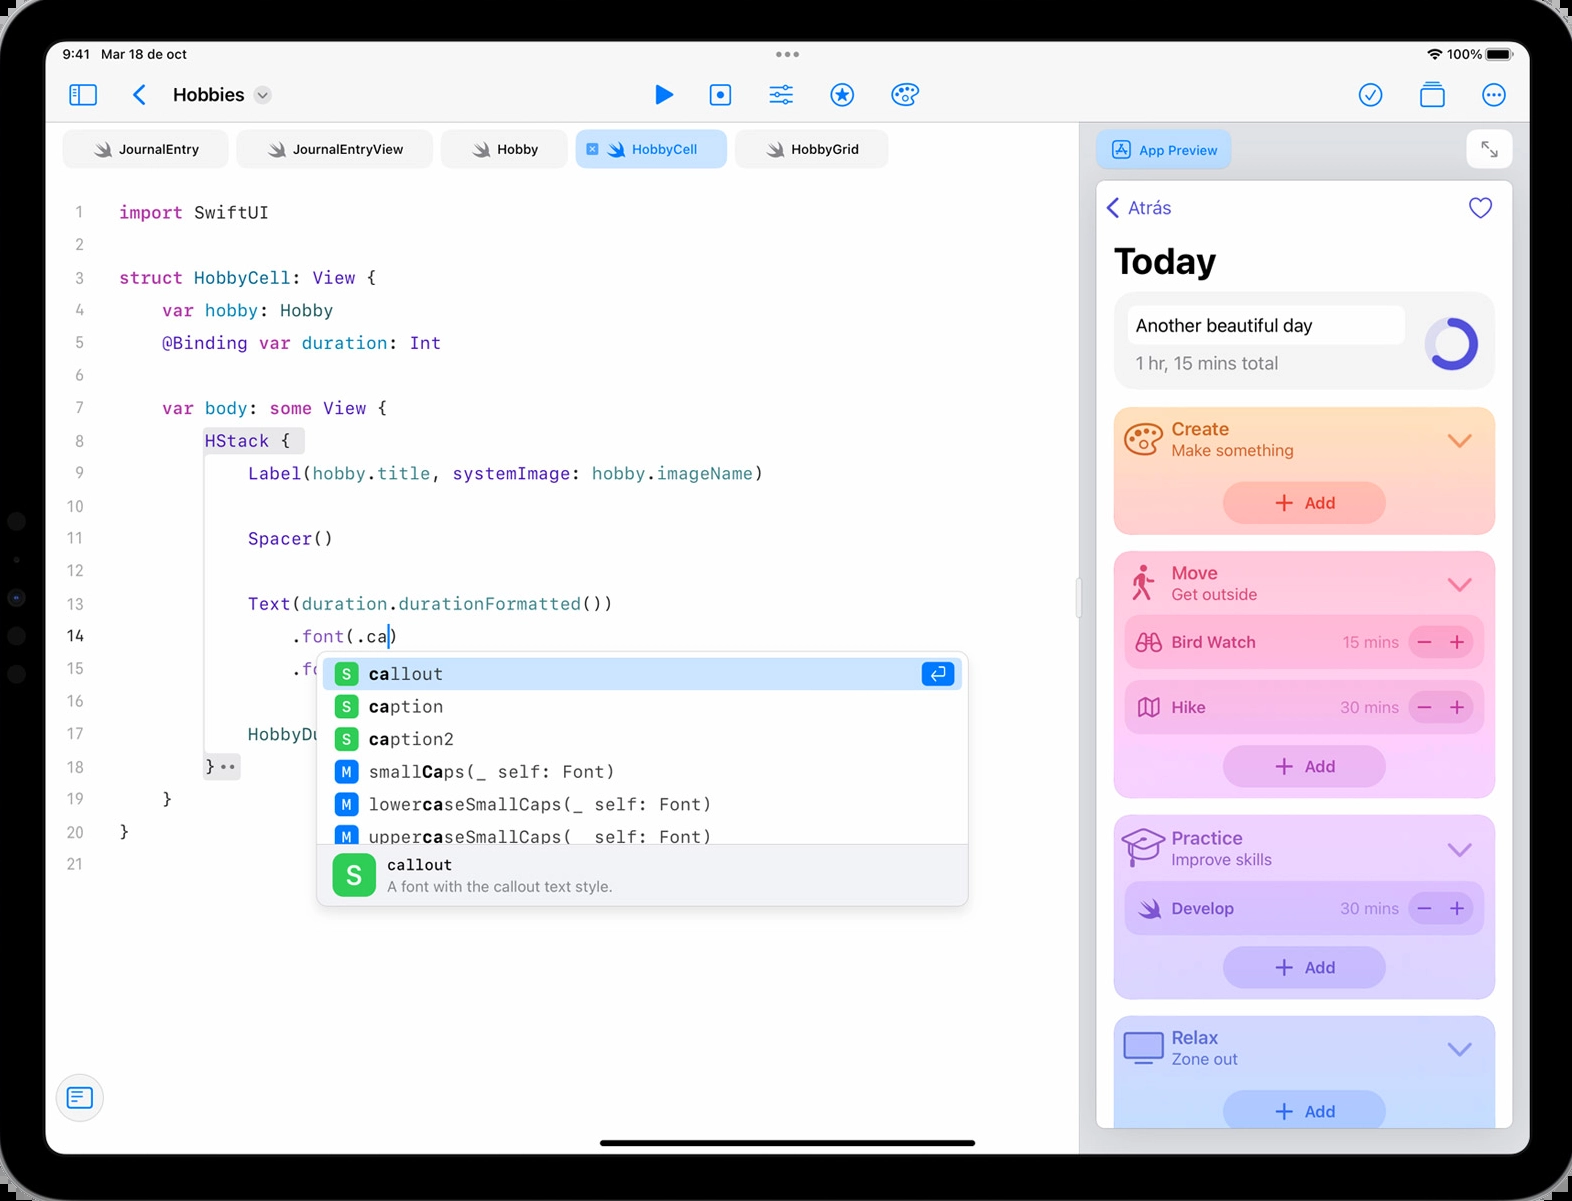 9:41 Mar 18 de oct
100%
Hobbies
JournalEntry
JournalEntryView
Hobby
HobbyCell
HobbyGrid
1 import SwiftUI
2
3 struct HobbyCell: View {
4 var hobby: Hobby
5 @Binding var duration: Int
6
7 var body: some View {
8 HStack {
9 Label(hobby.title, systemImage: hobby.imageName)
10
11 Spacer()
12
13 Text(duration.durationFormatted())
14 .font(.ca)
15 .fo
16
17 HobbyDu
18 } ••
19 }
20 }
21
S callout
S caption
S caption2
M smallCaps(_ self: Font)
M lowercaseSmallCaps(_ self: Font)
M uppercaseSmallCaps(_ self: Font)
S callout
A font with the callout text style.
App Preview
Atrás
Today
Another beautiful day
1 hr, 15 mins total
Create
Make something
+ Add
Move
Get outside
Bird Watch 15 mins − +
Hike 30 mins − +
+ Add
Practice
Improve skills
Develop 30 mins − +
+ Add
Relax
Zone out
+ Add